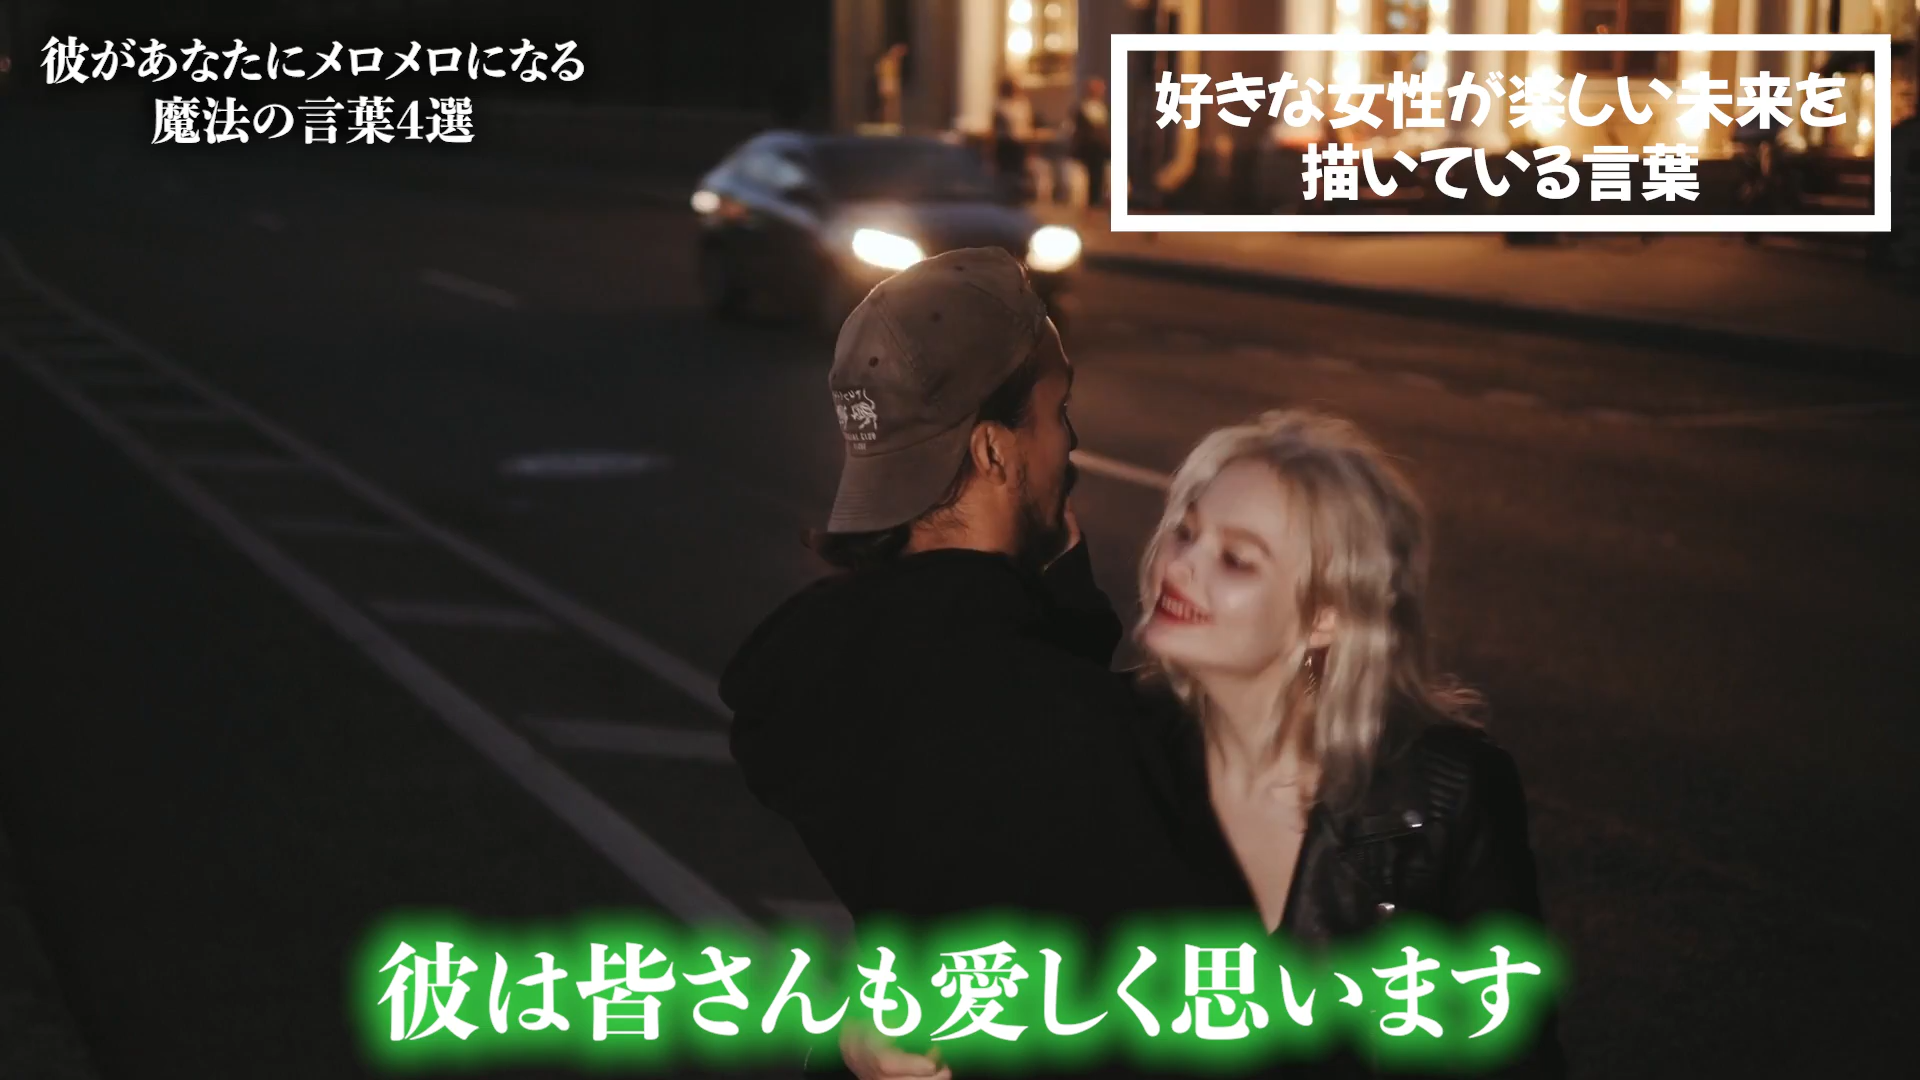 彼があなたにメロメロになる
魔法の言葉4選
好きな女性が楽しい未来を
描いている言葉
彼は皆さんも愛しく思います